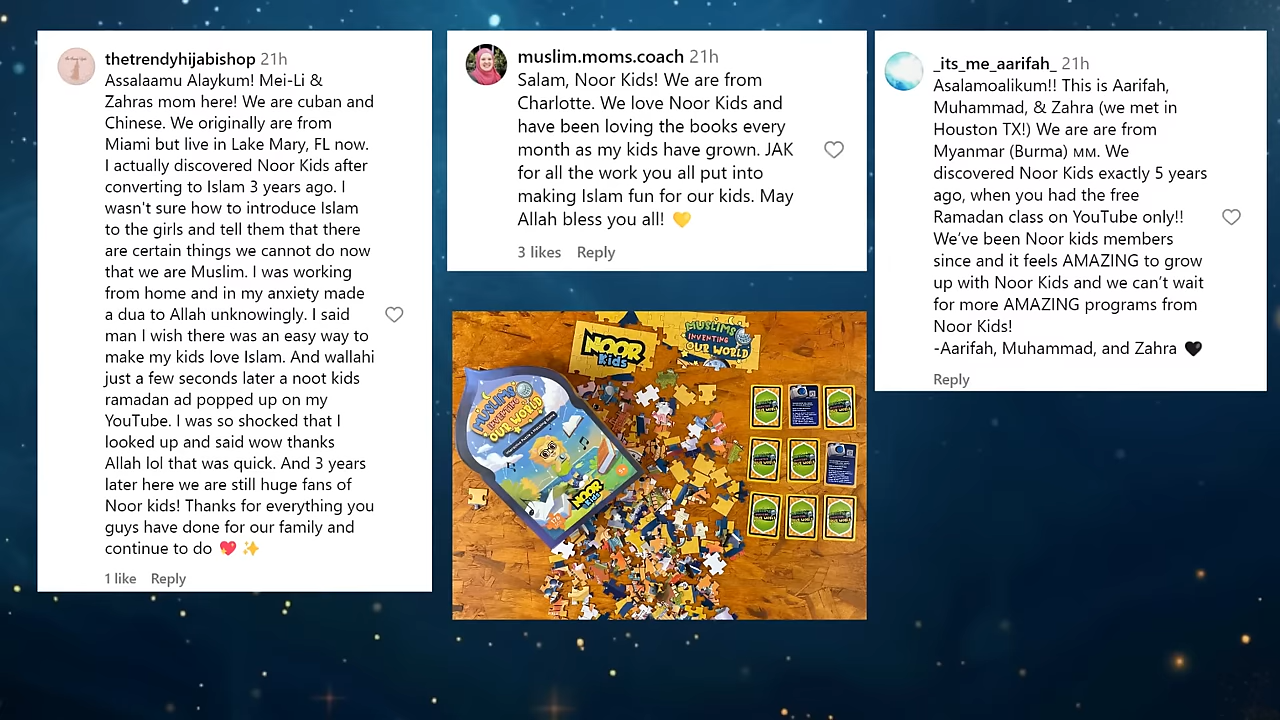 thetrendyhijabishop 21h
Assalaamu Alaykum! Mei-Li &
Zahras mom here! We are cuban and
Chinese. We originally are from
Miami but live in Lake Mary, FL now.
I actually discovered Noor Kids after
converting to Islam 3 years ago. I
wasn't sure how to introduce Islam
to the girls and tell them that there
are certain things we cannot do now
that we are Muslim. I was working
from home and in my anxiety made
a dua to Allah unknowingly. I said
man I wish there was an easy way to
make my kids love Islam. And wallahi
just a few seconds later a noot kids
ramadan ad popped up on my
YouTube. I was so shocked that I
looked up and said wow thanks
Allah lol that was quick. And 3 years
later here we are still huge fans of
Noor kids! Thanks for everything you
guys have done for our family and
continue to do 💖 ✨
1 like Reply
muslim.moms.coach 21h
Salam, Noor Kids! We are from
Charlotte. We love Noor Kids and
have been loving the books every
month as my kids have grown. JAK
for all the work you all put into
making Islam fun for our kids. May
Allah bless you all! 💛
3 likes Reply
NOOR
Kids
MUSLIMS
INVENTING
OUR WORLD
MUSLIMS
INVENTING
OUR WORLD
NOOR
Kids
_its_me_aarifah_ 21h
Asalamoalikum!! This is Aarifah,
Muhammad, & Zahra (we met in
Houston TX!) We are are from
Myanmar (Burma) ᴍᴍ. We
discovered Noor Kids exactly 5 years
ago, when you had the free
Ramadan class on YouTube only!!
We’ve been Noor kids members
since and it feels AMAZING to grow
up with Noor Kids and we can’t wait
for more AMAZING programs from
Noor Kids!
-Aarifah, Muhammad, and Zahra 🖤
Reply